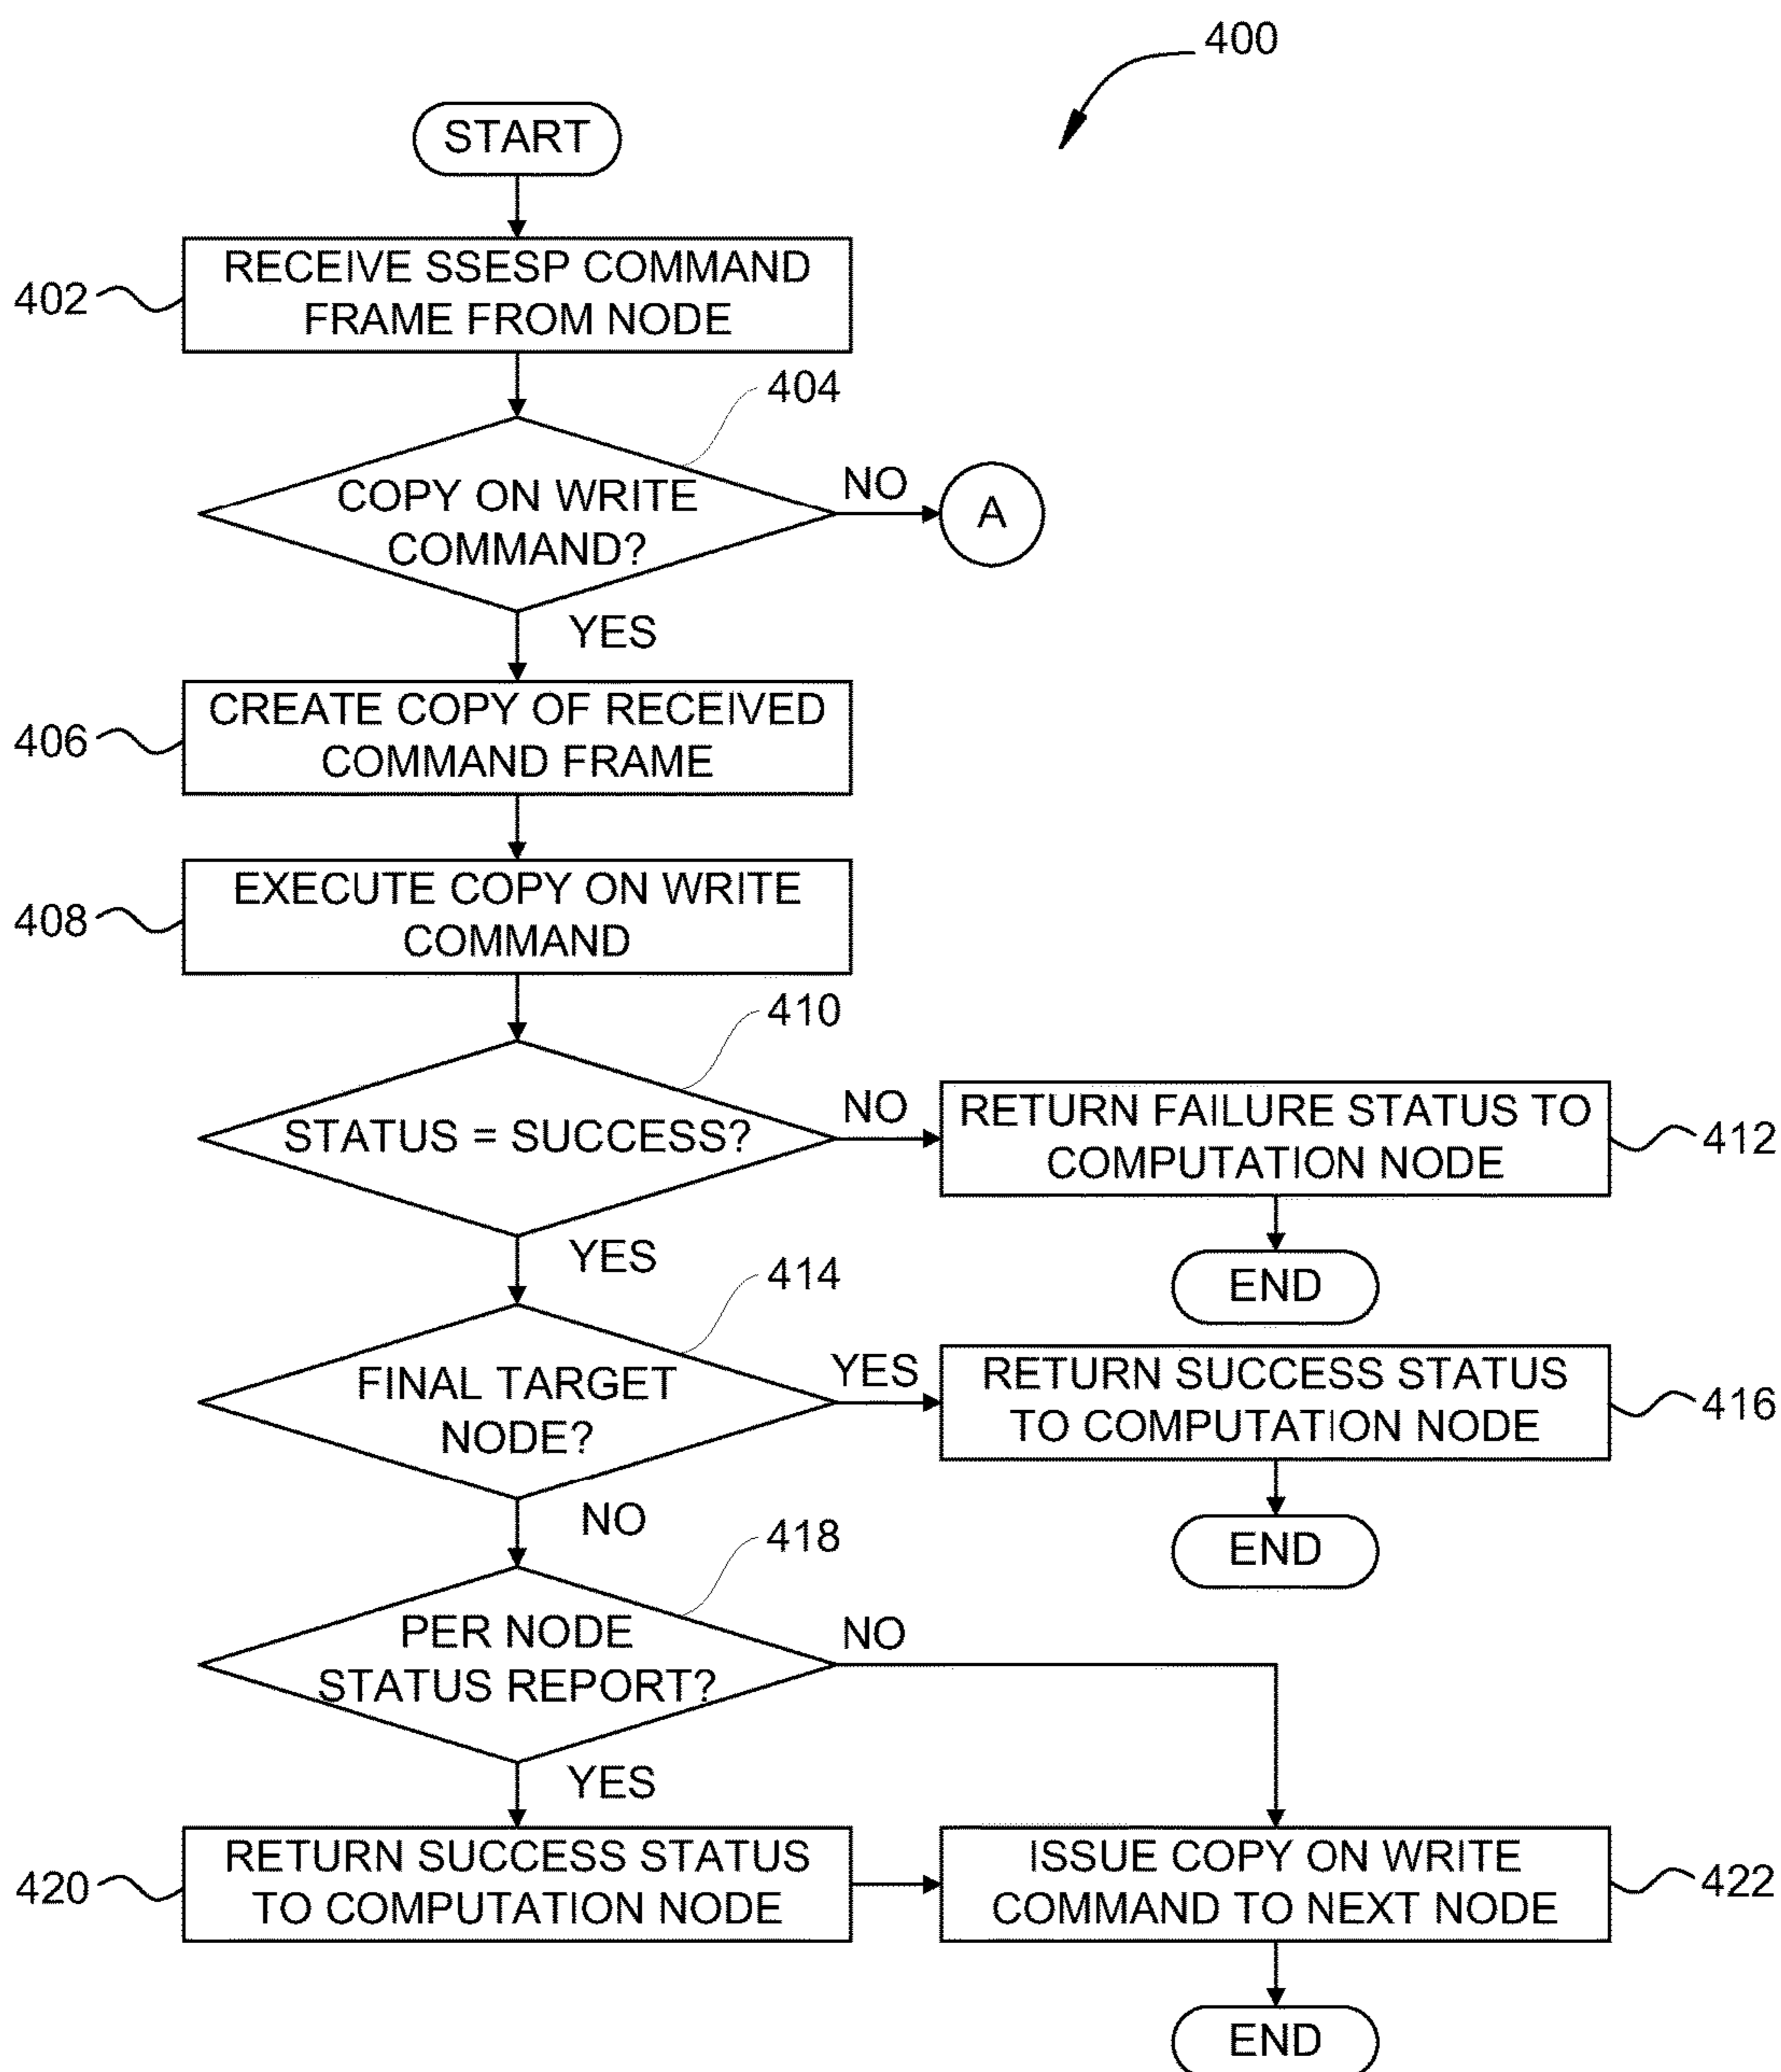 400
START
RECEIVE SSESP COMMAND
FRAME FROM NODE
402
404
COPY ON WRITE
COMMAND?
NO
A
YES
CREATE COPY OF RECEIVED
COMMAND FRAME
406
EXECUTE COPY ON WRITE
COMMAND
408
410
STATUS = SUCCESS?
NO
RETURN FAILURE STATUS TO
COMPUTATION NODE
412
END
YES
414
FINAL TARGET
NODE?
YES
RETURN SUCCESS STATUS
TO COMPUTATION NODE
416
END
NO
418
PER NODE
STATUS REPORT?
NO
YES
RETURN SUCCESS STATUS
TO COMPUTATION NODE
420
ISSUE COPY ON WRITE
COMMAND TO NEXT NODE
422
END